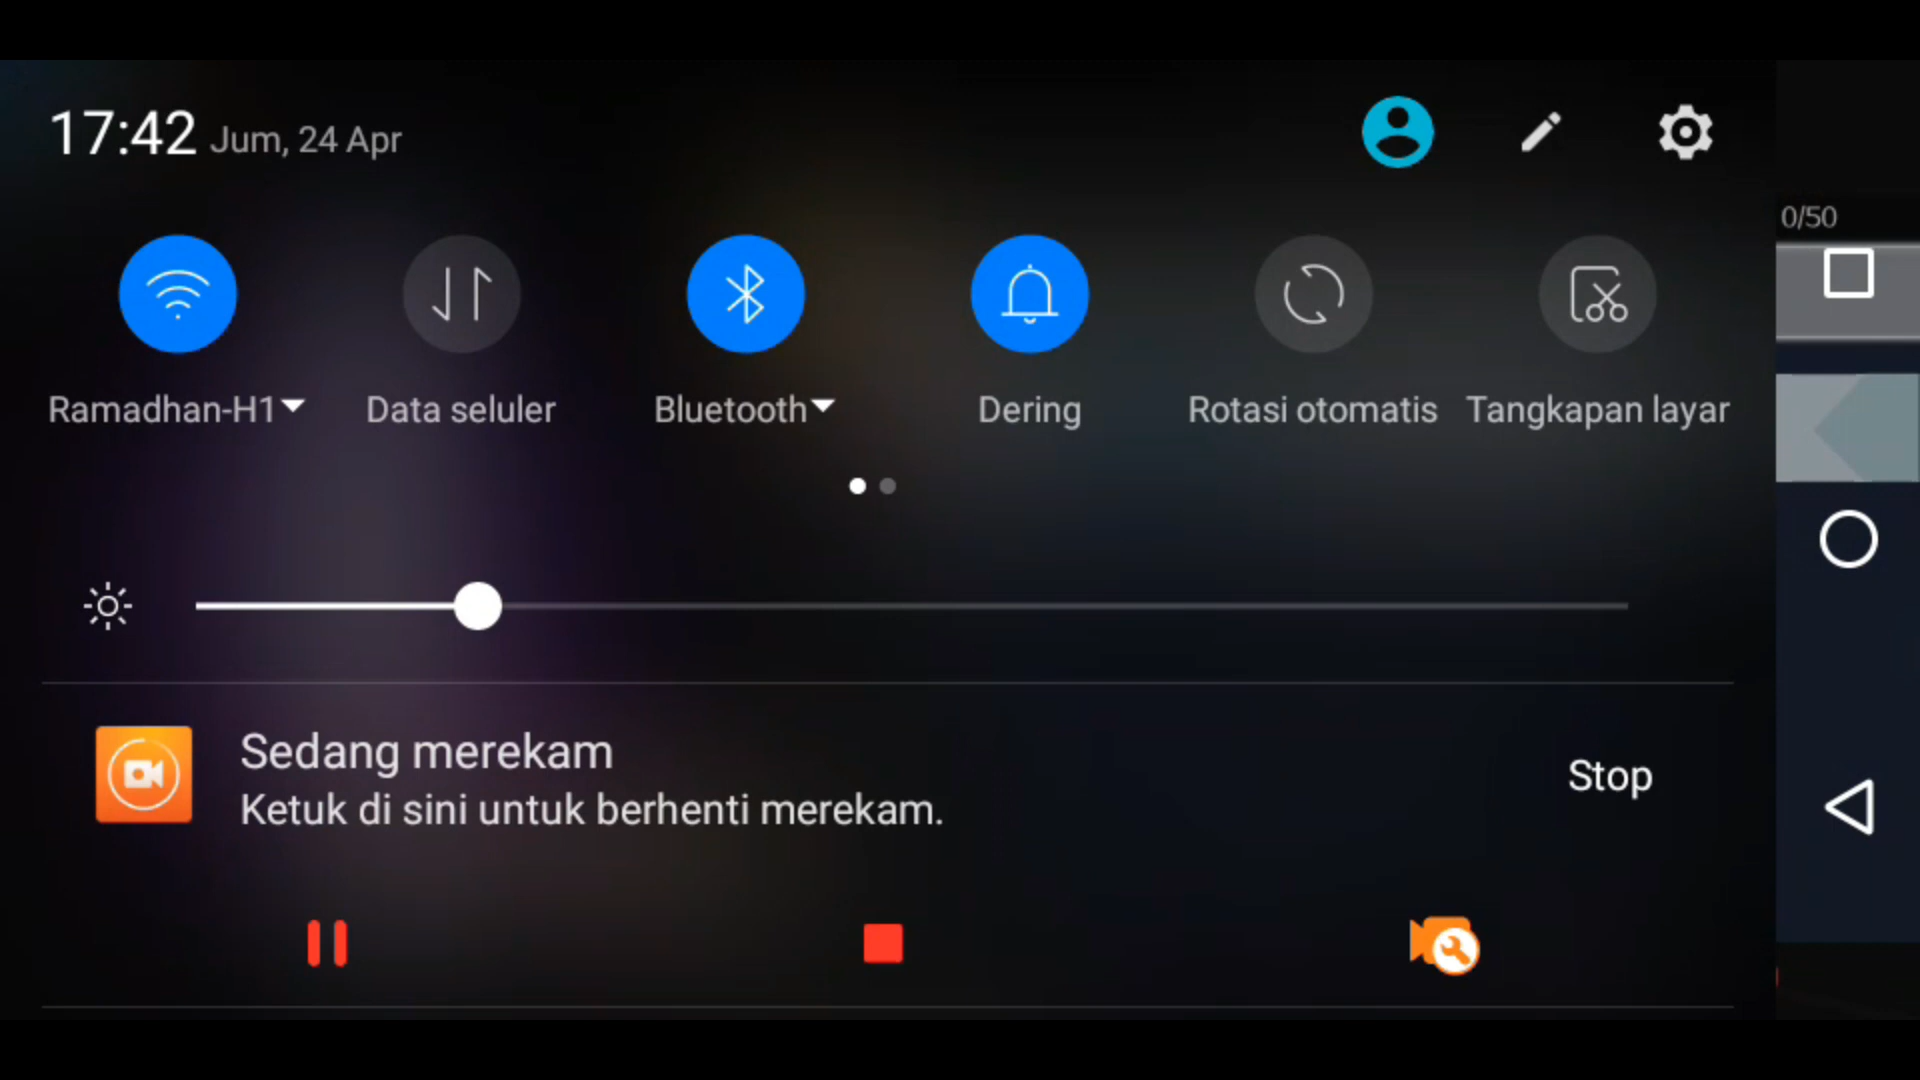 17:42 Jum, 24 Apr
0/50
Ramadhan-H1 Data seluler Bluetooth Dering Rotasi otomatis Tangkapan layar
Sedang merekam
Ketuk di sini untuk berhenti merekam.
Stop